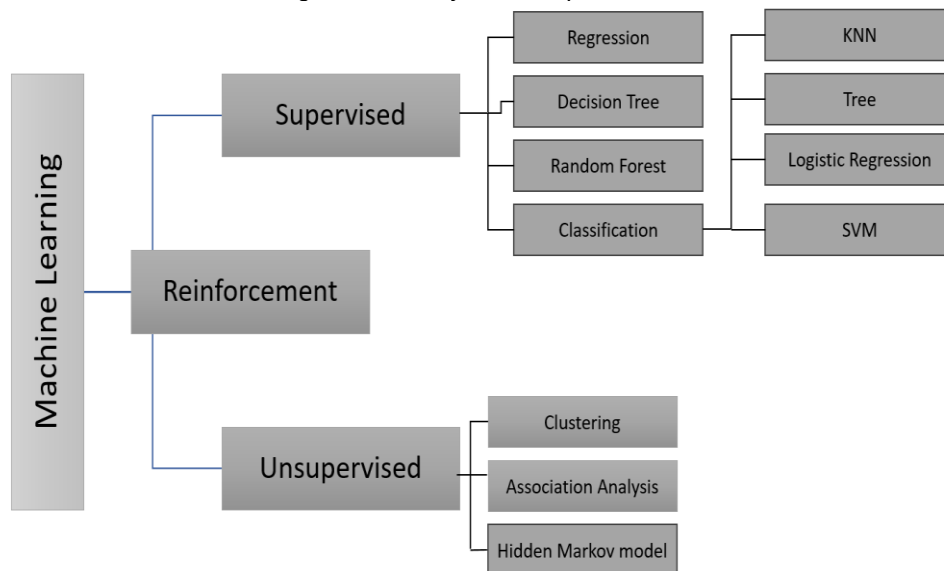 Machine Learning
Supervised
Regression
Decision Tree
Random Forest
Classification
KNN
Tree
Logistic Regression
SVM
Reinforcement
Unsupervised
Clustering
Association Analysis
Hidden Markov model